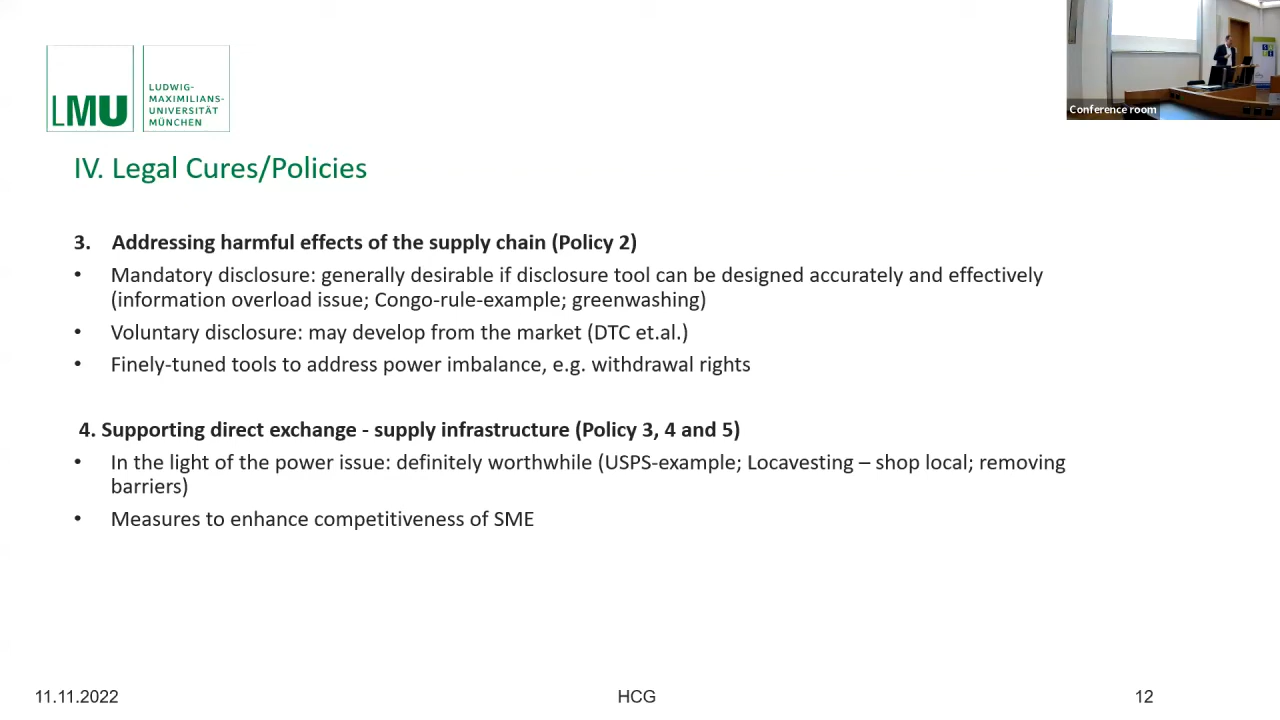 LMU
LUDWIG-
MAXIMILIANS-
UNIVERSITÄT
MÜNCHEN
Conference room
IV. Legal Cures/Policies
3. Addressing harmful effects of the supply chain (Policy 2)
• Mandatory disclosure: generally desirable if disclosure tool can be designed accurately and effectively
(information overload issue; Congo-rule-example; greenwashing)
• Voluntary disclosure: may develop from the market (DTC et.al.)
• Finely-tuned tools to address power imbalance, e.g. withdrawal rights
4. Supporting direct exchange - supply infrastructure (Policy 3, 4 and 5)
• In the light of the power issue: definitely worthwhile (USPS-example; Locavesting – shop local; removing
barriers)
• Measures to enhance competitiveness of SME
11.11.2022
HCG
12